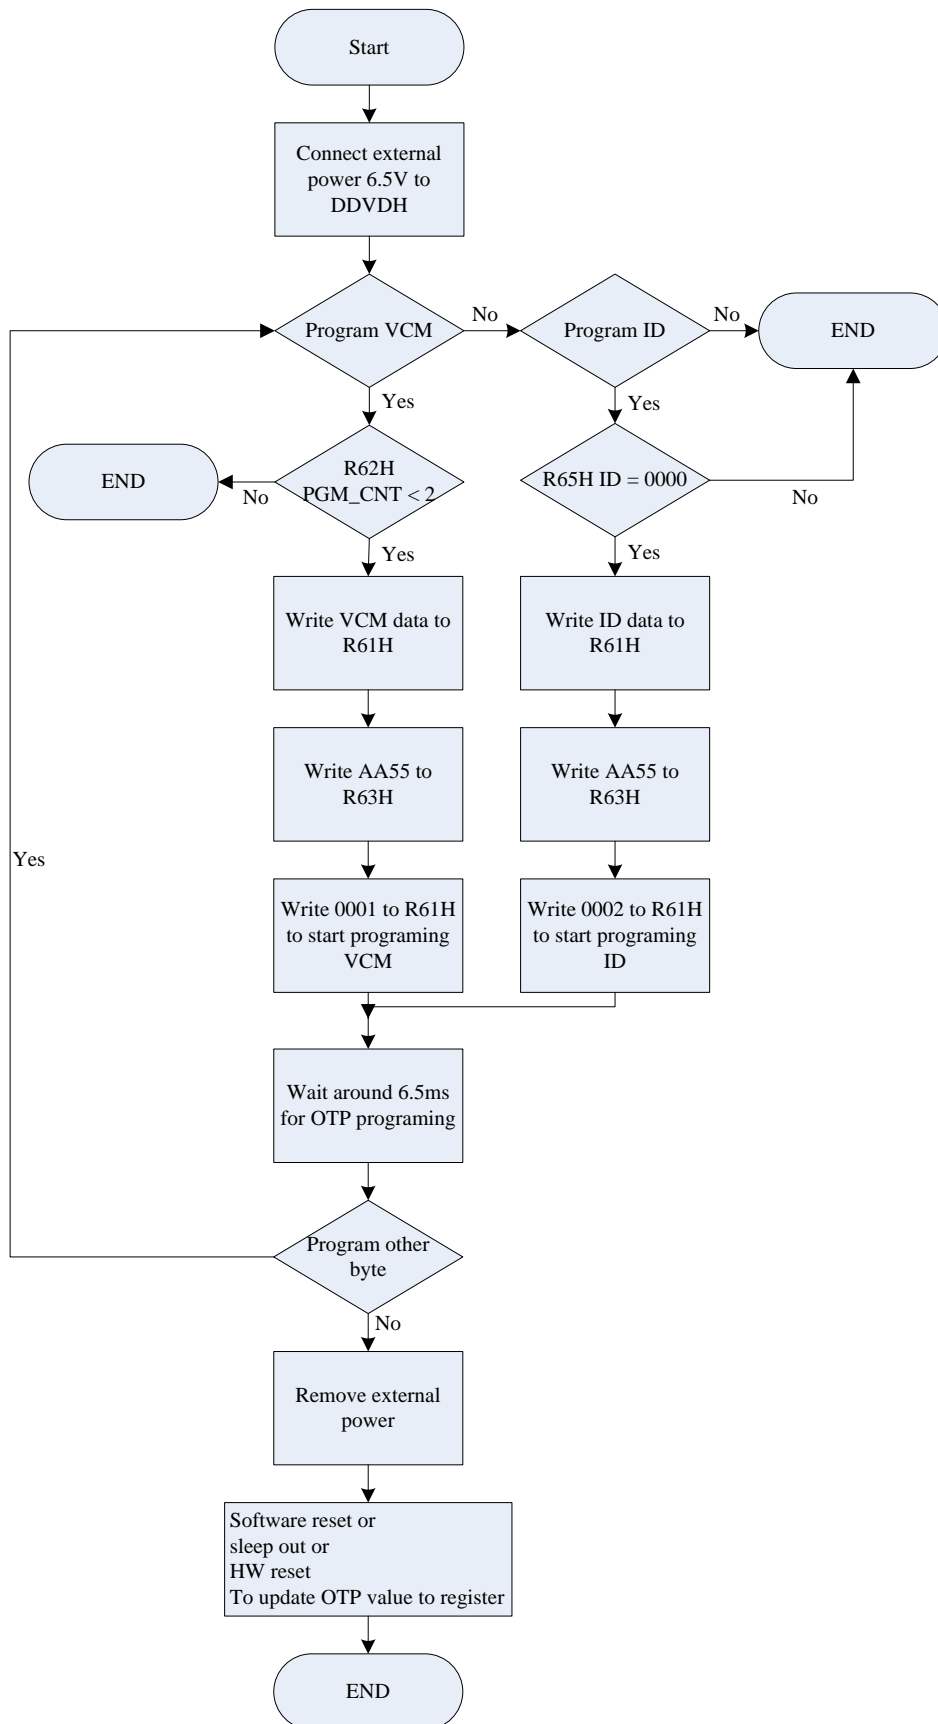 Start
Connect external
power 6.5V to
DDVDH
Program VCM
No
Program ID
No
END
Yes
Yes
END
No
R62H
PGM_CNT < 2
R65H ID = 0000
No
Yes
Yes
Write VCM data to
R61H
Write ID data to
R61H
Write AA55 to
R63H
Write AA55 to
R63H
Yes
Write 0001 to R61H
to start programing
VCM
Write 0002 to R61H
to start programing
ID
Wait around 6.5ms
for OTP programing
Program other
byte
No
Remove external
power
Software reset or
sleep out or
HW reset
To update OTP value to register
END